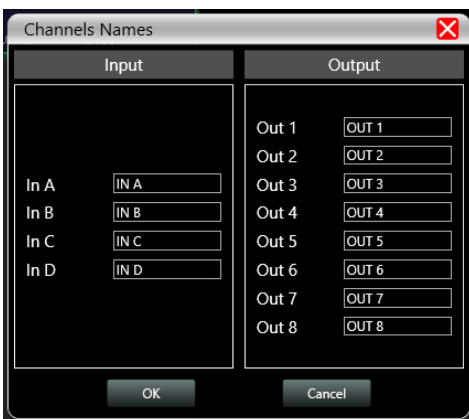 Channels Names
Input
Output
In A IN A
In B IN B
In C IN C
In D IN D
Out 1 OUT 1
Out 2 OUT 2
Out 3 OUT 3
Out 4 OUT 4
Out 5 OUT 5
Out 6 OUT 6
Out 7 OUT 7
Out 8 OUT 8
OK
Cancel